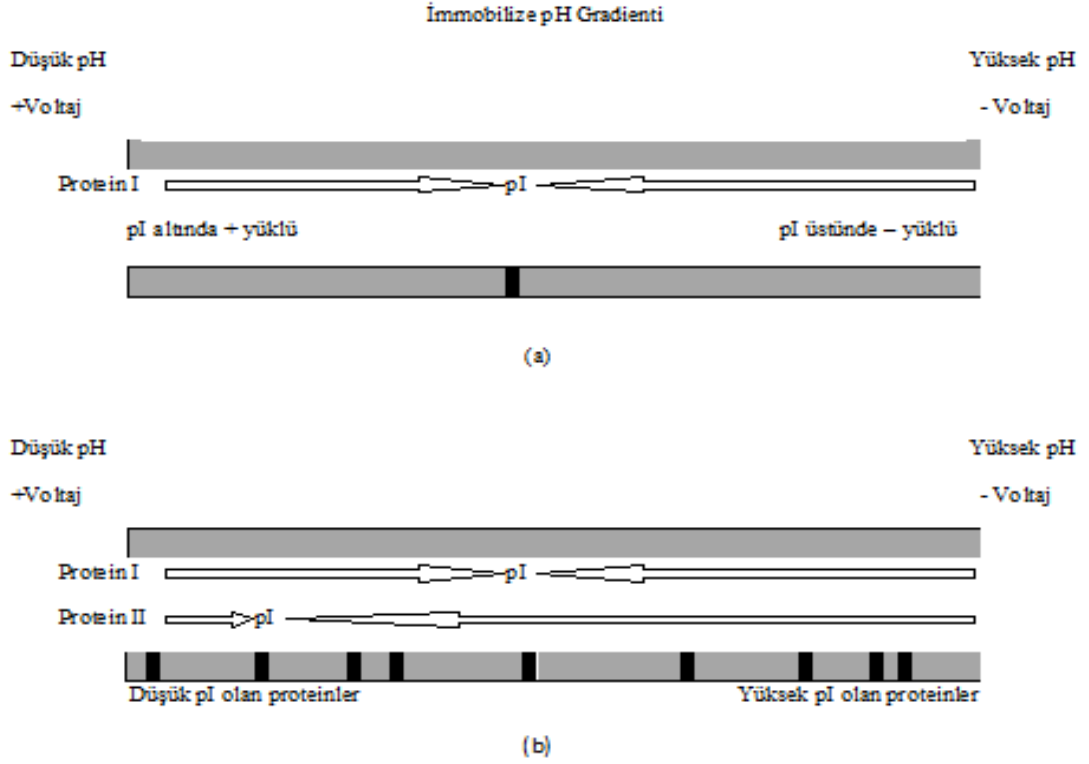 İmmobilize pH Gradienti
Düşük pH Yüksek pH
+Voltaj - Voltaj
Protein I pI
pI altında + yüklü pI üstünde – yüklü
(a)
Düşük pH Yüksek pH
+Voltaj - Voltaj
Protein I pI
Protein II pI
Düşük pI olan proteinler Yüksek pI olan proteinler
(b)